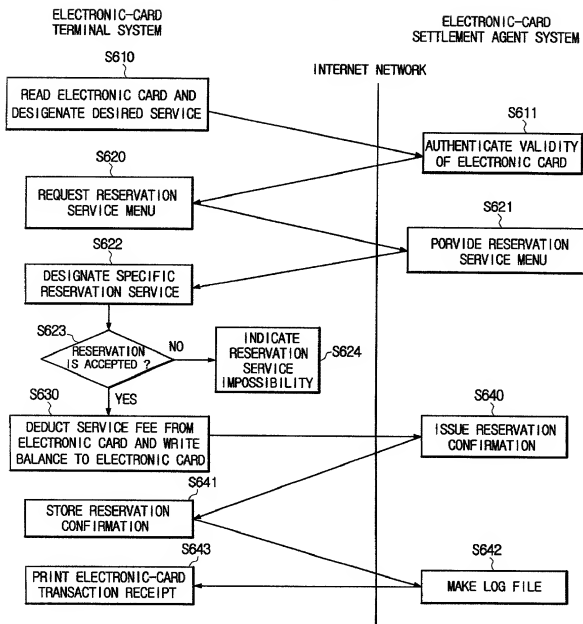 ELECTRONIC-CARD
TERMINAL SYSTEM
ELECTRONIC-CARD
SETTLEMENT AGENT SYSTEM
INTERNET NETWORK
S610
READ ELECTRONIC CARD AND
DESIGENATE DESIRED SERVICE
S611
AUTHENTICATE VALIDITY
OF ELECTRONIC CARD
S620
REQUEST RESERVATION
SERVICE MENU
S621
PORVIDE RESERVATION
SERVICE MENU
S622
DESIGNATE SPECIFIC
RESERVATION SERVICE
S623
RESERVATION
IS ACCEPTED ?
NO
INDICATE
RESERVATION
SERVICE
IMPOSSIBILITY
S624
YES
S630
DEDUCT SERVICE FEE FROM
ELECTRONIC CARD AND WRITE
BALANCE TO ELECTRONIC CARD
S640
ISSUE RESERVATION
CONFIRMATION
S641
STORE RESERVATION
CONFIRMATION
S643
PRINT ELECTRONIC-CARD
TRANSACTION RECEIPT
S642
MAKE LOG FILE